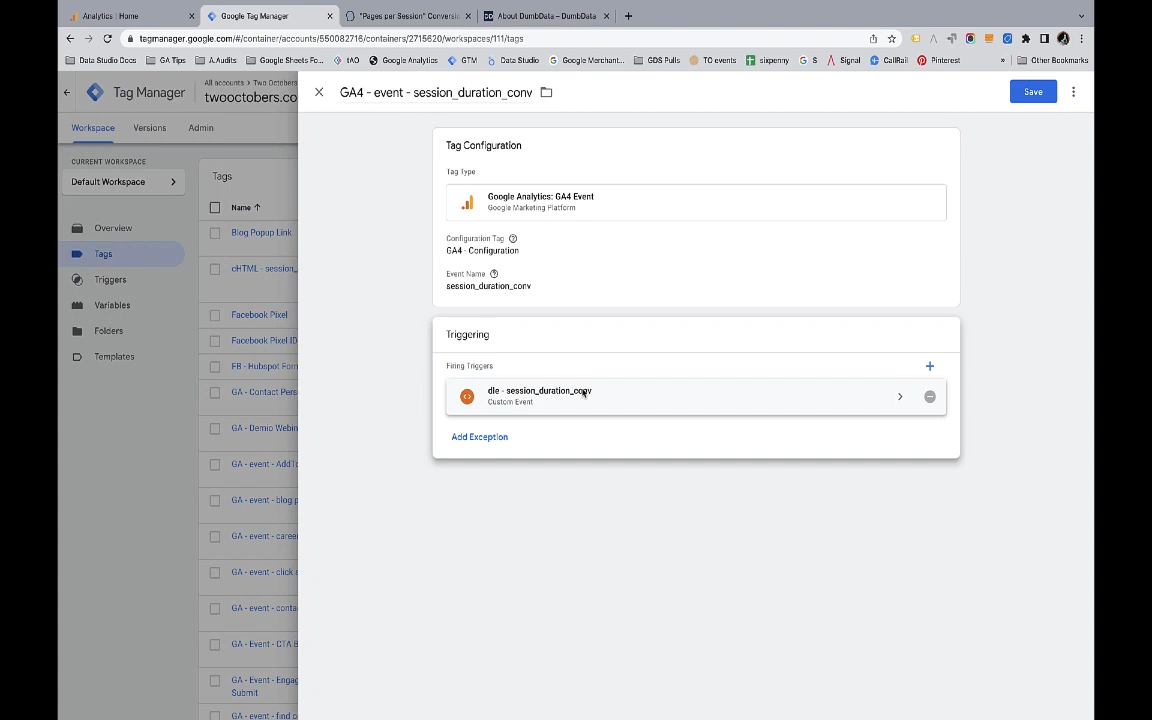 Analytics | Home
Google Tag Manager
"Pages per Session" Conversi
About DumbData – DumbData
tagmanager.google.com/#/container/accounts/550082716/containers/2715620/workspaces/111/tags
Data Studio Docs
GA Tips
A.Audits
Google Sheets Fo...
tAO
Google Analytics
GTM
Data Studio
Google Merchant...
GDS Pulls
TO events
sixpenny
S
Signal
CallRail
Pinterest
»
Other Bookmarks
Tag Manager
All accounts > Two Octobers
twooctobers.co
GA4 - event - session_duration_conv
Save
Workspace
Versions
Admin
CURRENT WORKSPACE
Default Workspace
Overview
Tags
Triggers
Variables
Folders
Templates
Tags
Name
Blog Popup Link
cHTML - session_
Facebook Pixel
Facebook Pixel ID
FB - Hubspot Form
GA - Contact Pers
GA - Demio Webin
GA - event - AddTo
GA - event - blog p
GA - event - caree
GA - event - click s
GA - event - conta
GA - Event - CTA B
GA - Event - Engag
Submit
GA - event - find o
Tag Configuration
Tag Type
Google Analytics: GA4 Event
Google Marketing Platform
Configuration Tag
GA4 - Configuration
Event Name
session_duration_conv
Triggering
Firing Triggers
dle - session_duration_conv
Custom Event
Add Exception